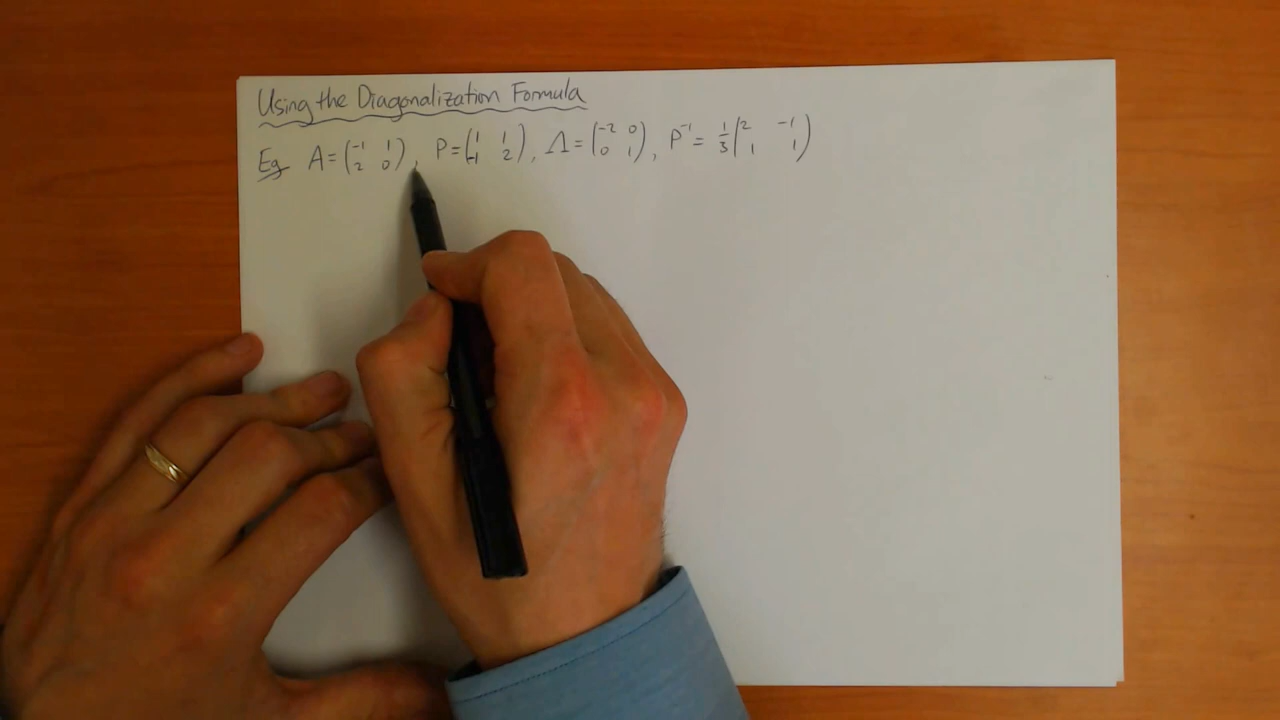 Using the Diagonalization Formula
Eg A = (-1 1 2 0), P = (1 1 -1 2), Λ = (-2 0 0 1), P⁻¹ = 1/3 (2 -1 1 1)